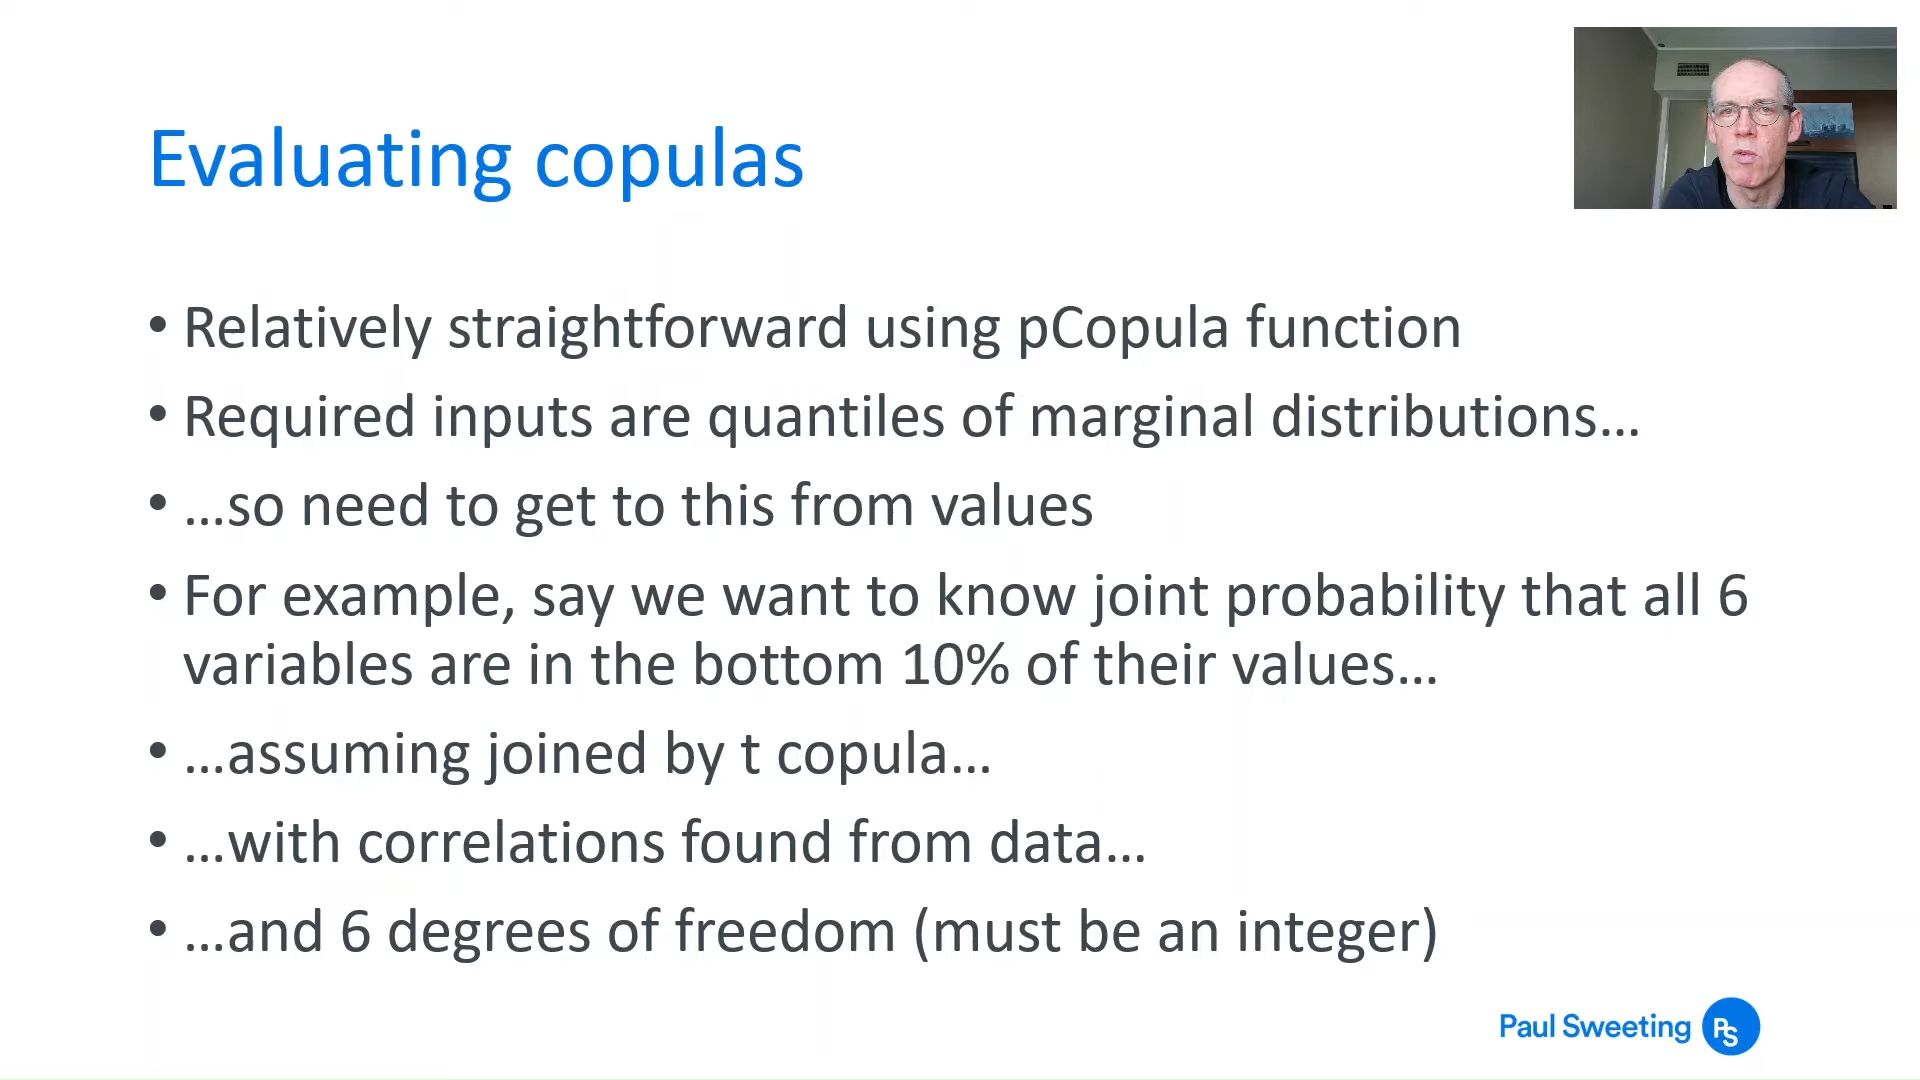 Evaluating copulas
• Relatively straightforward using pCopula function
• Required inputs are quantiles of marginal distributions…
• …so need to get to this from values
• For example, say we want to know joint probability that all 6
variables are in the bottom 10% of their values…
• …assuming joined by t copula…
• …with correlations found from data…
• …and 6 degrees of freedom (must be an integer)
Paul Sweeting PS